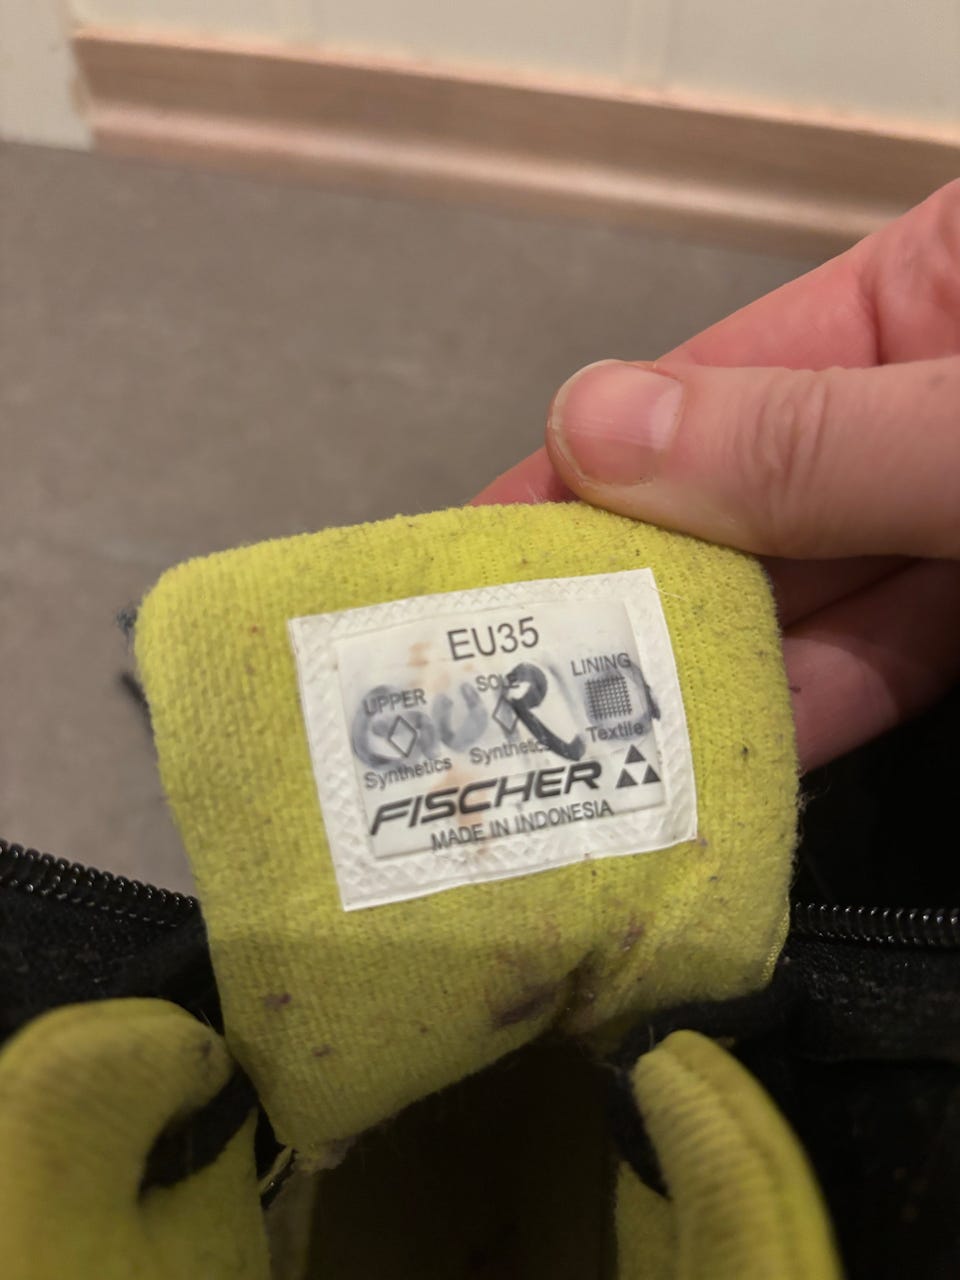 EU35
UPPER SOLE LINING
Synthetics Synthetics Textile
FISCHER
MADE IN INDONESIA